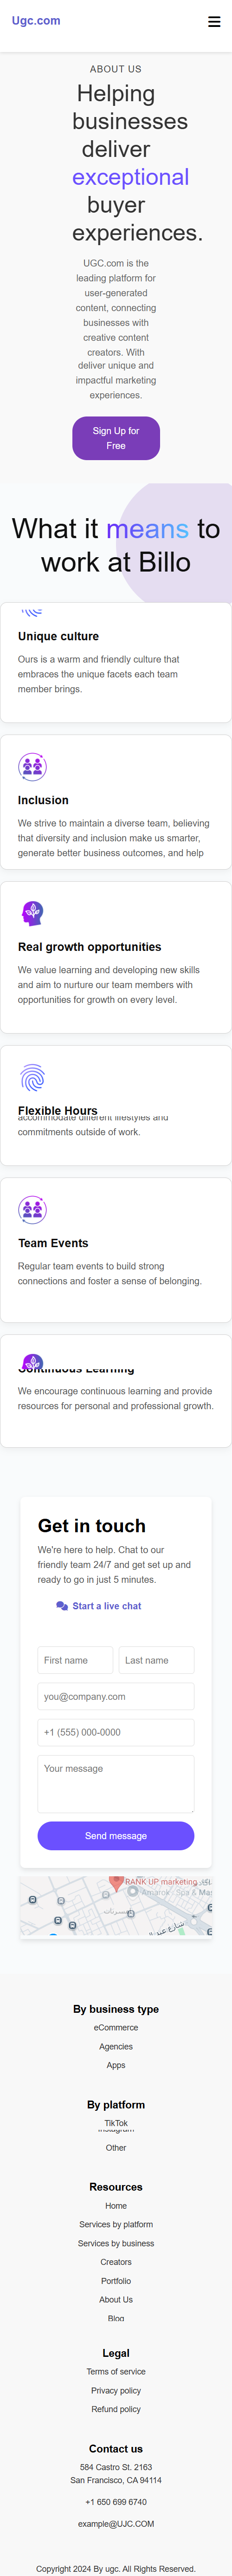 Ugc.com
ABOUT US
Helping
businesses
deliver
exceptional
buyer
experiences.
UGC.com is the
leading platform for
user-generated
content, connecting
businesses with
creative content
creators. With
deliver unique and
impactful marketing
experiences.
Sign Up for
Free
What it means to
work at Billo
Unique culture
Ours is a warm and friendly culture that
embraces the unique facets each team
member brings.
Inclusion
We strive to maintain a diverse team, believing
that diversity and inclusion make us smarter,
generate better business outcomes, and help
Real growth opportunities
We value learning and developing new skills
and aim to nurture our team members with
opportunities for growth on every level.
Flexible Hours
accommodate different lifestyles and
commitments outside of work.
Team Events
Regular team events to build strong
connections and foster a sense of belonging.
Continuous Learning
We encourage continuous learning and provide
resources for personal and professional growth.
Get in touch
We're here to help. Chat to our
friendly team 24/7 and get set up and
ready to go in just 5 minutes.
Start a live chat
First name
Last name
you@company.com
+1 (555) 000-0000
Your message
Send message
RANK UP marketing
Amarok - Spa &
By business type
eCommerce
Agencies
Apps
By platform
TikTok
Instagram
Other
Resources
Home
Services by platform
Services by business
Creators
Portfolio
About Us
Blog
Legal
Terms of service
Privacy policy
Refund policy
Contact us
584 Castro St. 2163
San Francisco, CA 94114
+1 650 699 6740
example@UJC.COM
Copyright 2024 By ugc. All Rights Reserved.